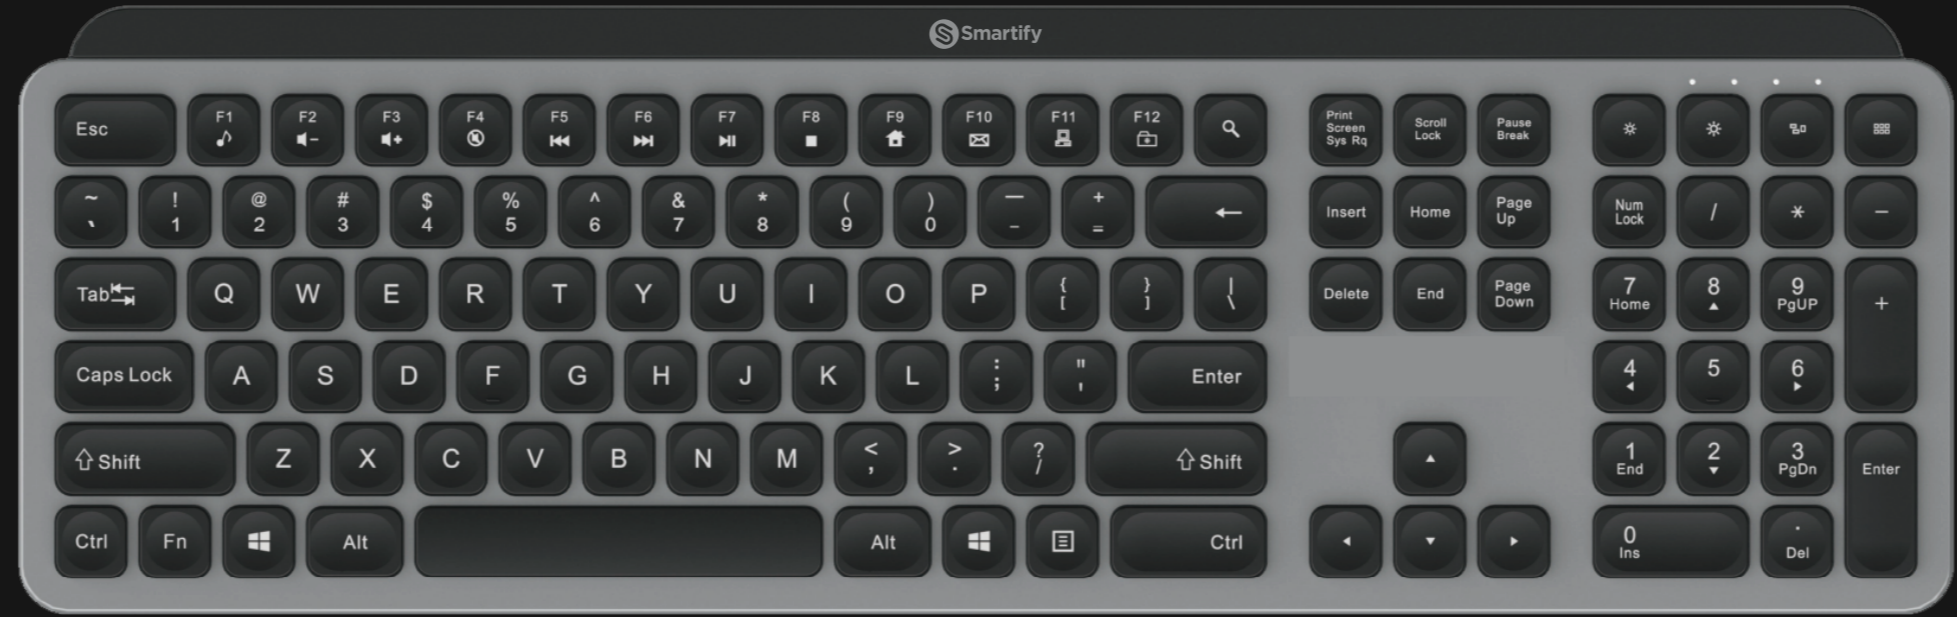 Smartify
Esc
F1
F2
F3
F4
F5
F6
F7
F8
F9
F10
F11
F12
Print
Screen
Sys Rq
Scroll
Lock
Pause
Break
~
`
!
1
@
2
#
3
$
4
%
5
^
6
&
7
*
8
(
9
)
0
—
-
+
=
←
Insert
Home
Page
Up
Num
Lock
/
*
−
Tab
Q
W
E
R
T
Y
U
I
O
P
{
[
}
]
|
\
Delete
End
Page
Down
7
Home
8
▲
9
PgUP
+
Caps Lock
A
S
D
F
G
H
J
K
L
:
;
"
'
Enter
4
◀
5
6
▶
⇧ Shift
Z
X
C
V
B
N
M
<
,
>
.
?
/
⇧ Shift
▲
1
End
2
▼
3
PgDn
Enter
Ctrl
Fn
Alt
Alt
Ctrl
◀
▼
▶
0
Ins
.
Del